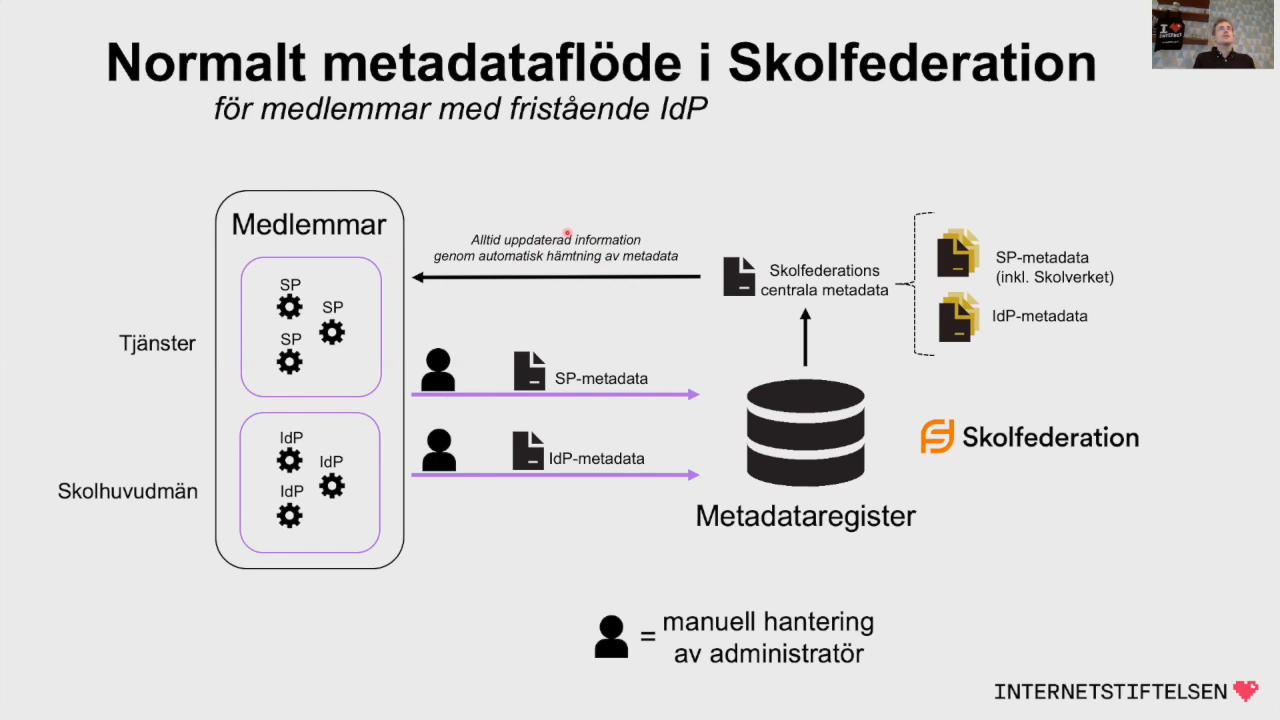 Normalt metadataflöde i Skolfederation
för medlemmar med fristående IdP
Medlemmar
Tjänster
SP
SP
SP
Skolhuvudmän
IdP
IdP
IdP
Alltid uppdaterad information
genom automatisk hämtning av metadata
SP-metadata
IdP-metadata
Skolfederations
centrala metadata
SP-metadata
(inkl. Skolverket)
IdP-metadata
Metadataregister
Skolfederation
= manuell hantering
av administratör
INTERNETSTIFTELSEN